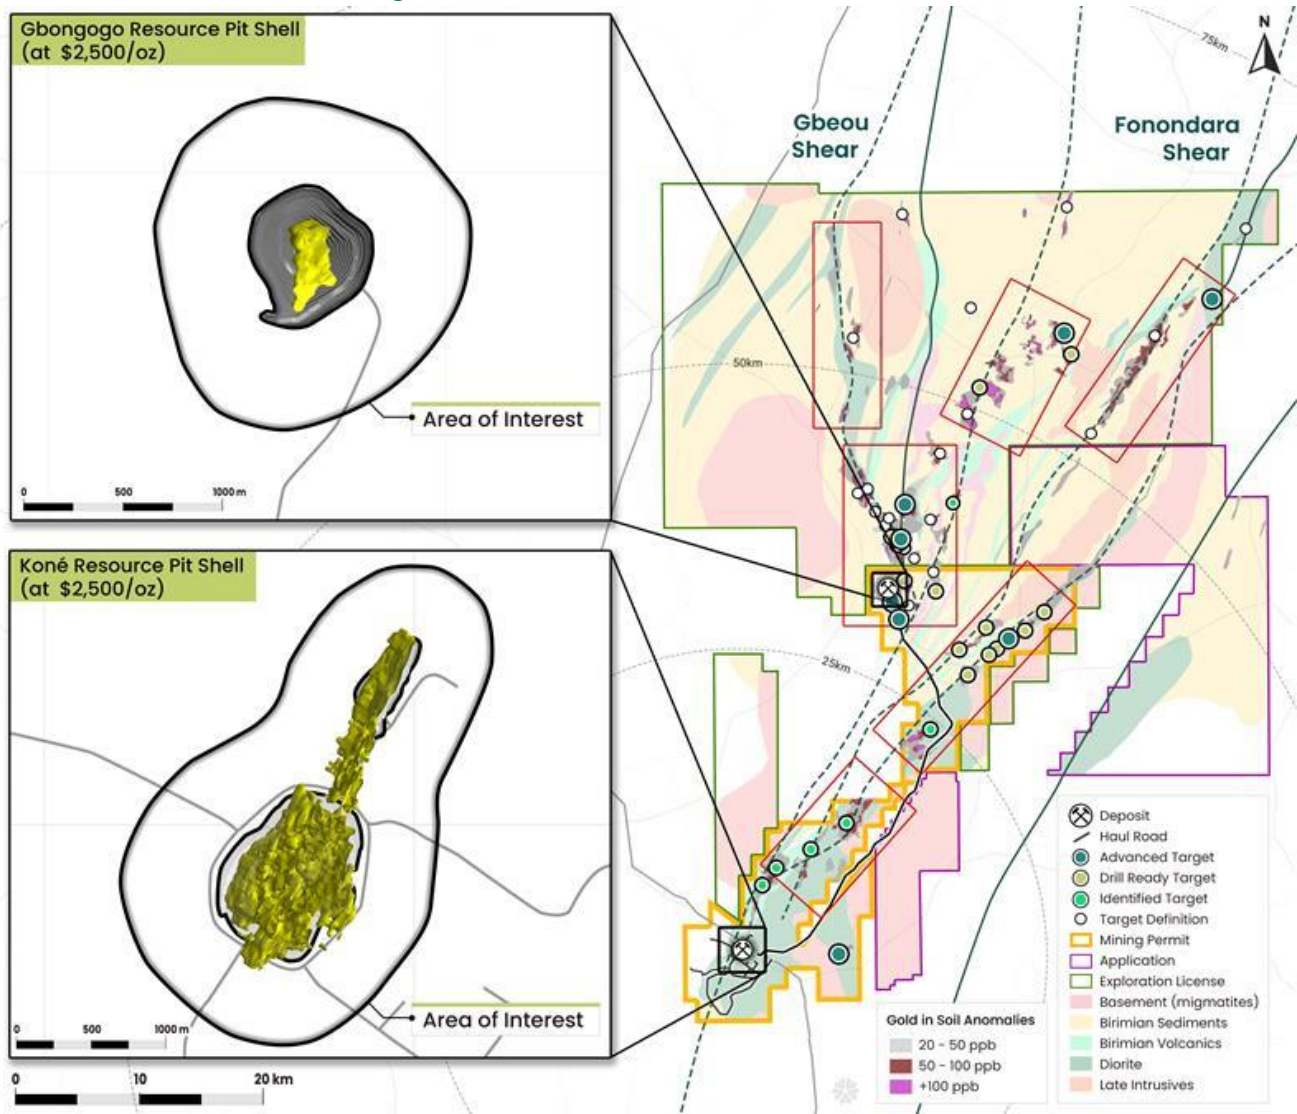 Gbongogo Resource Pit Shell
(at $2,500/oz)
Area of Interest
0 500 1000 m
Koné Resource Pit Shell
(at $2,500/oz)
Area of Interest
0 500 1000 m
0 10 20 km
N
75km
Gbeou
Shear
Fonondara
Shear
50km
25km
Deposit
Haul Road
Advanced Target
Drill Ready Target
Identified Target
Target Definition
Mining Permit
Application
Exploration License
Basement (migmatites)
Birimian Sediments
Birimian Volcanics
Diorite
Late Intrusives
Gold in Soil Anomalies
20 - 50 ppb
50 - 100 ppb
+100 ppb